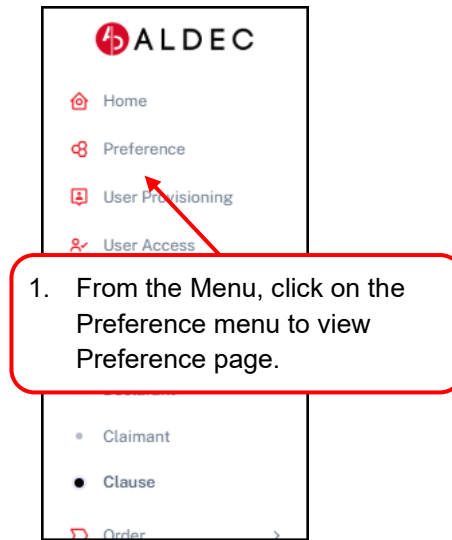 ALDEC
Home
Preference
User Provisioning
User Access
1. From the Menu, click on the
Preference menu to view
Preference page.
Claimant
Clause
Order